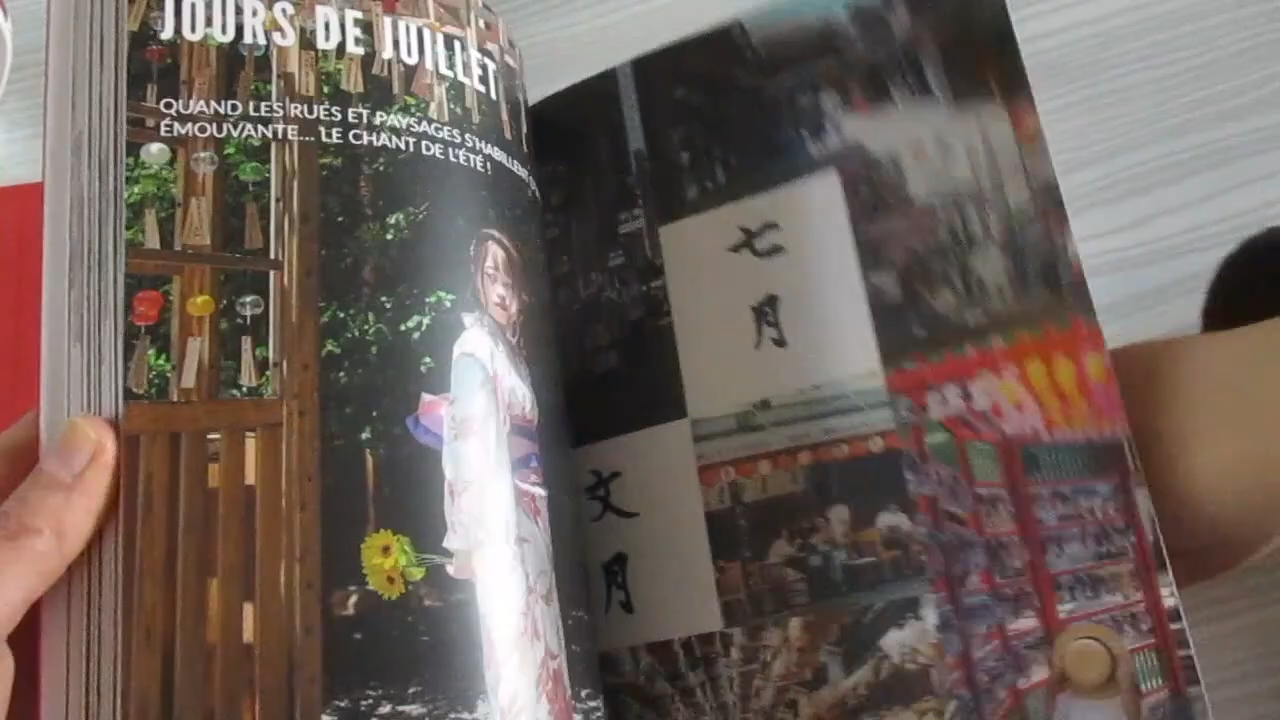 JOURS DE JUILLET
QUAND LES RUES ET PAYSAGES S'HABILLENT
ÉMOUVANTE... LE CHANT DE L'ÉTÉ !
七月
文月